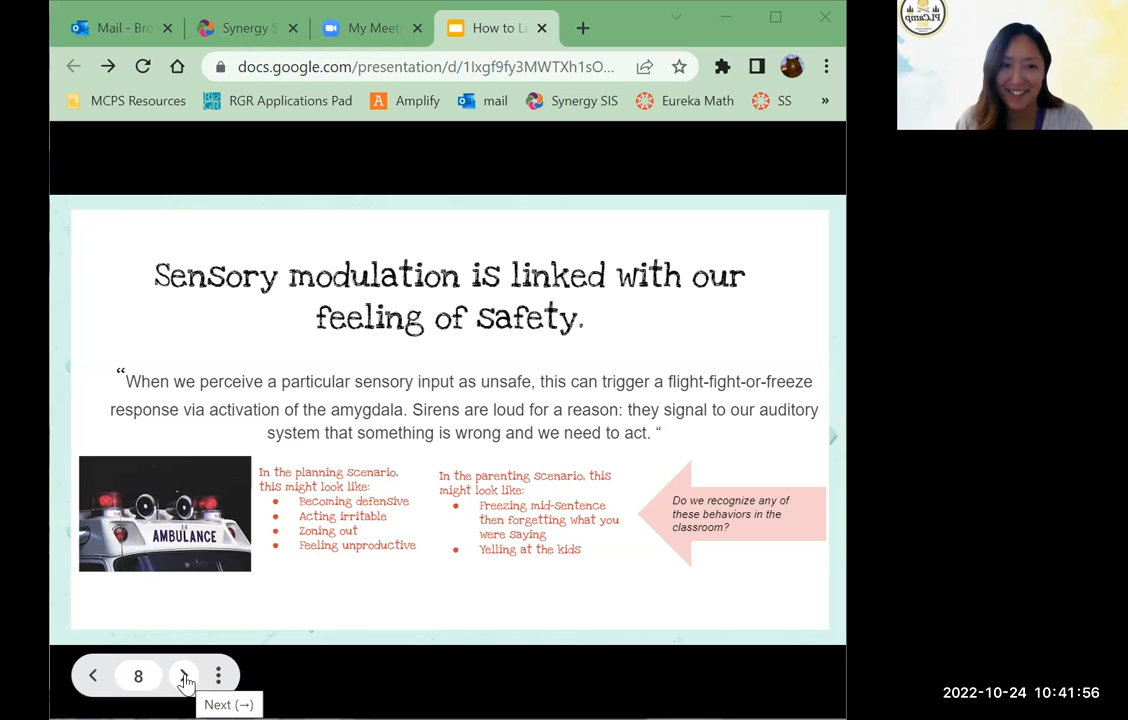 Mail - Bro
Synergy S
My Meet
How to L
docs.google.com/presentation/d/1Ixgf9fy3MWTXh1sO...
MCPS Resources
RGR Applications Pad
Amplify
mail
Synergy SIS
Eureka Math
SS
»
PLCamp
Sensory modulation is linked with our
feeling of safety.
“When we perceive a particular sensory input as unsafe, this can trigger a flight-fight-or-freeze
response via activation of the amygdala. Sirens are loud for a reason: they signal to our auditory
system that something is wrong and we need to act. “
AMBULANCE
In the planning scenario,
this might look like:
● Becoming defensive
● Acting irritable
● Zoning out
● Feeling unproductive
In the parenting scenario, this
might look like:
● Freezing mid-sentence
then forgetting what you
were saying
● Yelling at the kids
Do we recognize any of
these behaviors in the
classroom?
8
Next (→)
2022-10-24 10:41:56